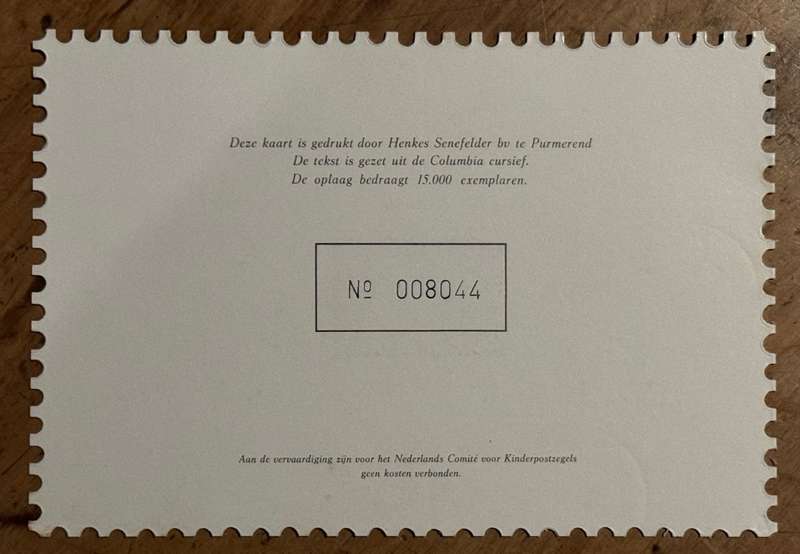 Deze kaart is gedrukt door Henkes Senefelder bv te Purmerend
De tekst is gezet uit de Columbia cursief.
De oplaag bedraagt 15.000 exemplaren.
Nº 008044
Aan de vervaardiging zijn voor het Nederlands Comité voor Kinderpostzegels
geen kosten verbonden.